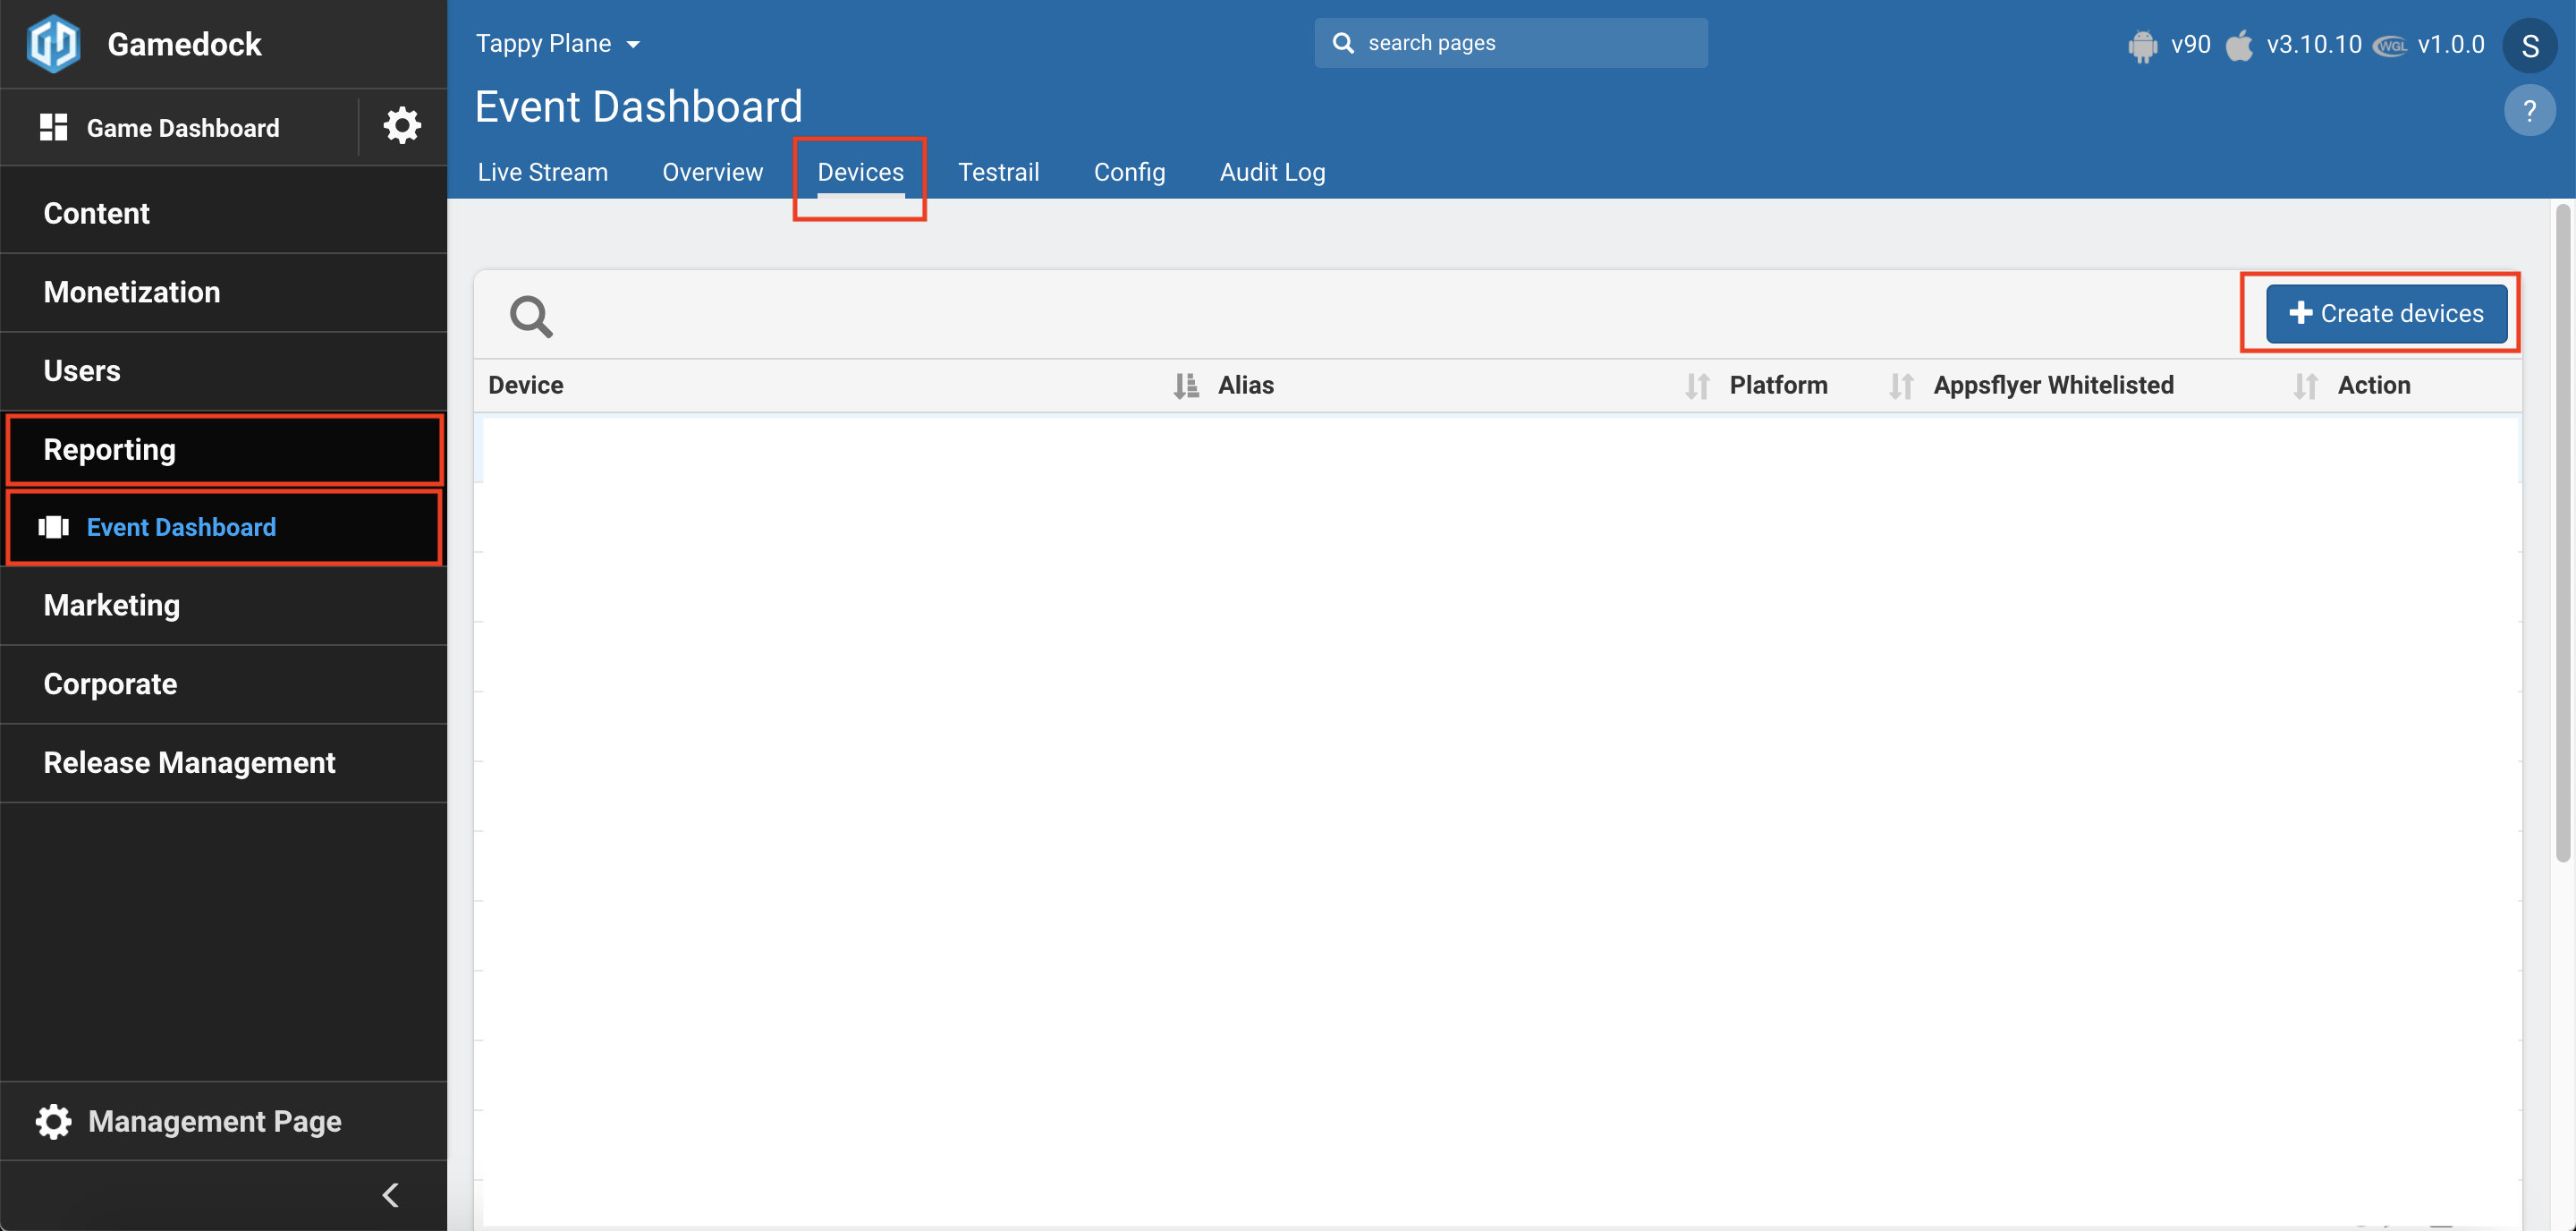 Gamedock
Game Dashboard
Content
Monetization
Users
Reporting
Event Dashboard
Marketing
Corporate
Release Management
Management Page
Tappy Plane
search pages
v90 v3.10.10 WGL v1.0.0 S
Event Dashboard
?
Live Stream Overview Devices Testrail Config Audit Log
Create devices
Device Alias Platform Appsflyer Whitelisted Action